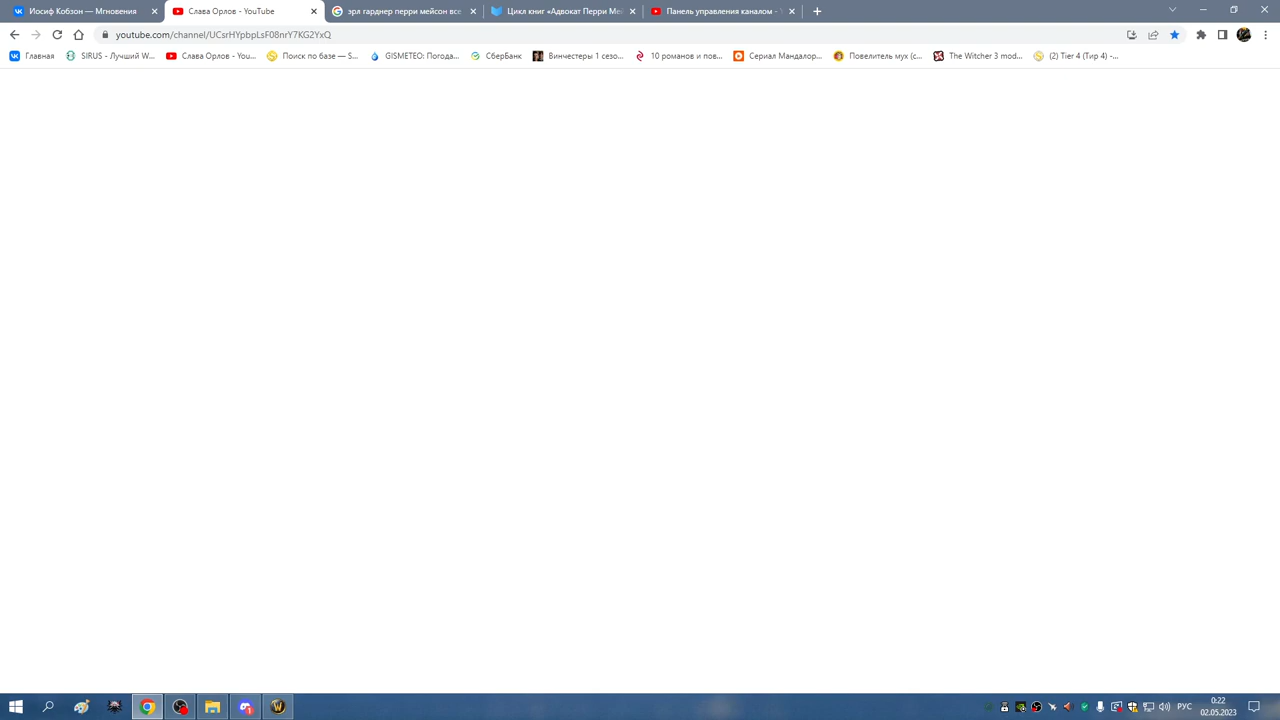 Иосиф Кобзон — Мгновения
Слава Орлов - YouTube
эрл гарднер перри мейсон все
Цикл книг «Адвокат Перри Ме
Панель управления каналом -
youtube.com/channel/UCsrHYpbpLsF08nrY7KG2YxQ
Главная
SIRUS - Лучший W...
Слава Орлов - You...
Поиск по базе — S...
GISMETEO: Погода...
СберБанк
Винчестеры 1 сезо...
10 романов и пов...
Сериал Мандалор...
Повелитель мух (с...
The Witcher 3 mod...
(2) Tier 4 (Тир 4) -...
РУС
0:22
02.05.2023